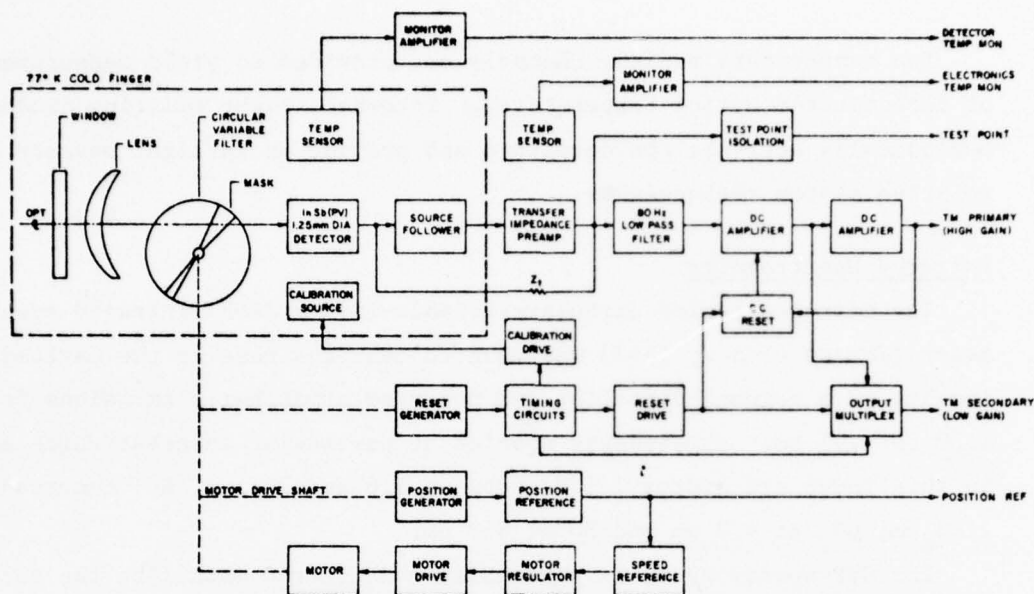 MONITOR
AMPLIFIER
DETECTOR
TEMP MON
77° K COLD FINGER
MONITOR
AMPLIFIER
ELECTRONICS
TEMP MON
WINDOW
LENS
CIRCULAR
VARIABLE
FILTER
MASK
TEMP
SENSOR
TEMP
SENSOR
TEST POINT
ISOLATION
TEST POINT
OPT
In Sb (PV)
1.25mm DIA
DETECTOR
SOURCE
FOLLOWER
TRANSFER
IMPEDANCE
PREAMP
80 Hz
LOW PASS
FILTER
DC
AMPLIFIER
DC
AMPLIFIER
TM PRIMARY
(HIGH GAIN)
CALIBRATION
SOURCE
RESET
CALIBRATION
DRIVE
RESET
GENERATOR
TIMING
CIRCUITS
RESET
DRIVE
OUTPUT
MULTIPLEX
TM SECONDARY
(LOW GAIN)
MOTOR DRIVE SHAFT
POSITION
GENERATOR
POSITION
REFERENCE
POSITION REF
MOTOR
MOTOR
DRIVE
MOTOR
REGULATOR
SPEED
REFERENCE